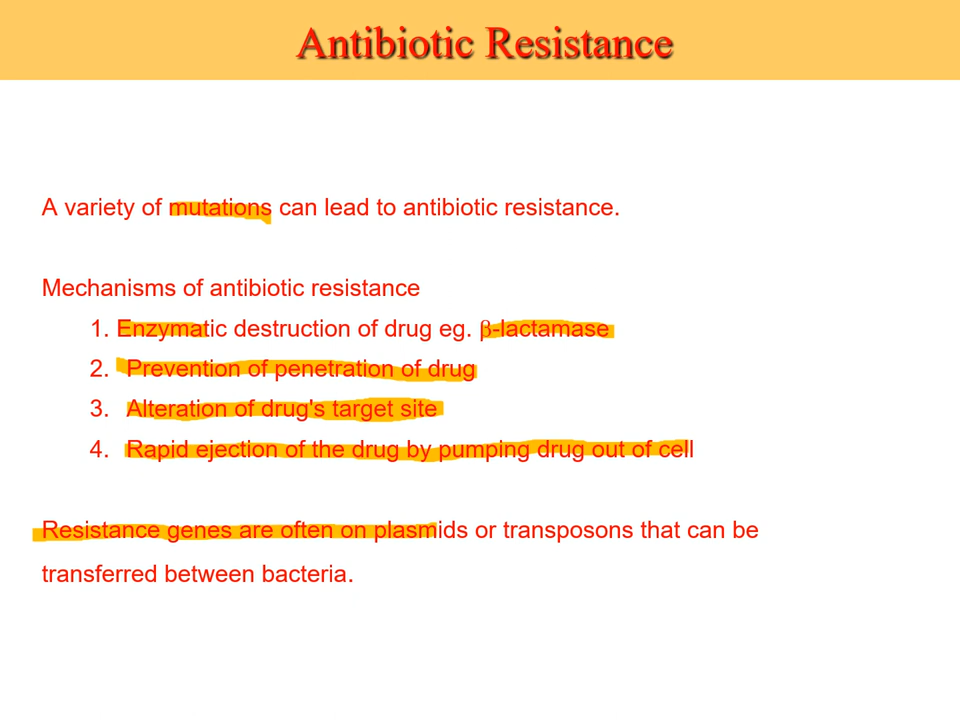 Antibiotic Resistance
A variety of mutations can lead to antibiotic resistance.
Mechanisms of antibiotic resistance
1. Enzymatic destruction of drug eg. β-lactamase
2. Prevention of penetration of drug
3. Alteration of drug's target site
4. Rapid ejection of the drug by pumping drug out of cell
Resistance genes are often on plasmids or transposons that can be
transferred between bacteria.